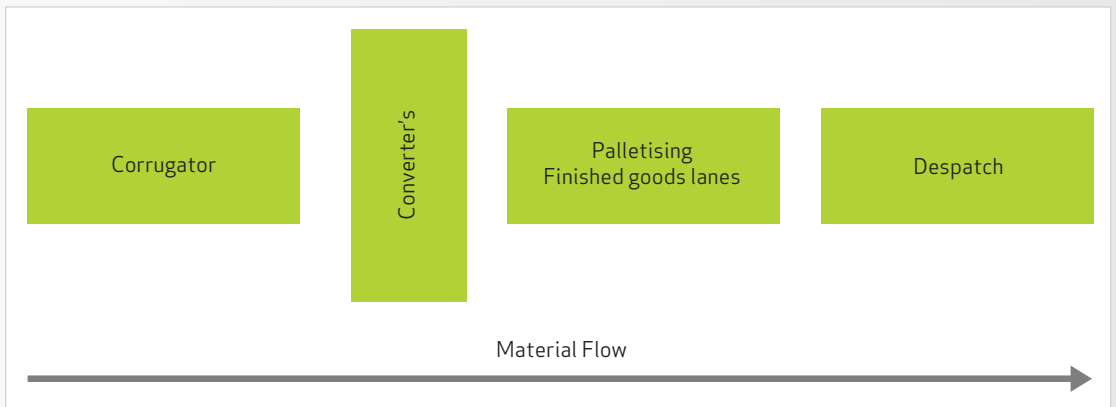 Corrugator
Converter’s
Palletising
Finished goods lanes
Despatch
Material Flow